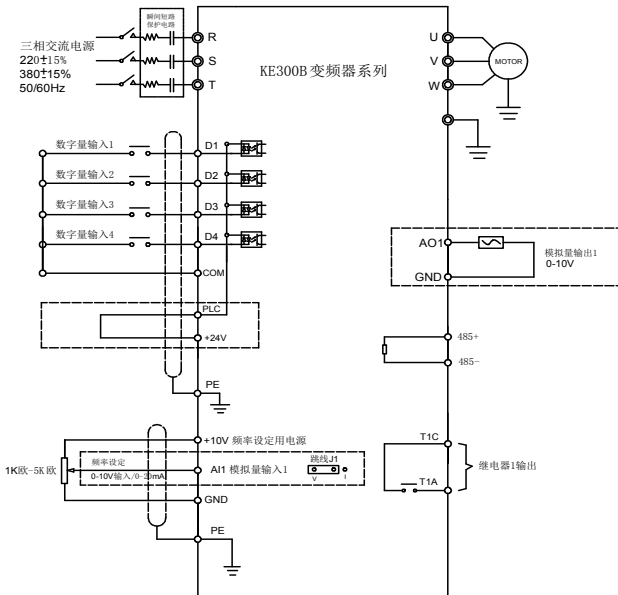 瞬间短路
保护电路
三相交流电源
220±15%
380±15%
50/60Hz
R
S
T
KE300B变频器系列
U
V
W
MOTOR
数字量输入1
D1
数字量输入2
D2
数字量输入3
D3
数字量输入4
D4
COM
PLC
+24V
PE
AO1
GND
模拟量输出1
0-10V
485+
485-
T1C
T1A
继电器1输出
+10V 频率设定用电源
1K欧-5K欧
频率设定
0-10V输入/0-20mA
AI1 模拟量输入1
跳线J1
V
I
GND
PE